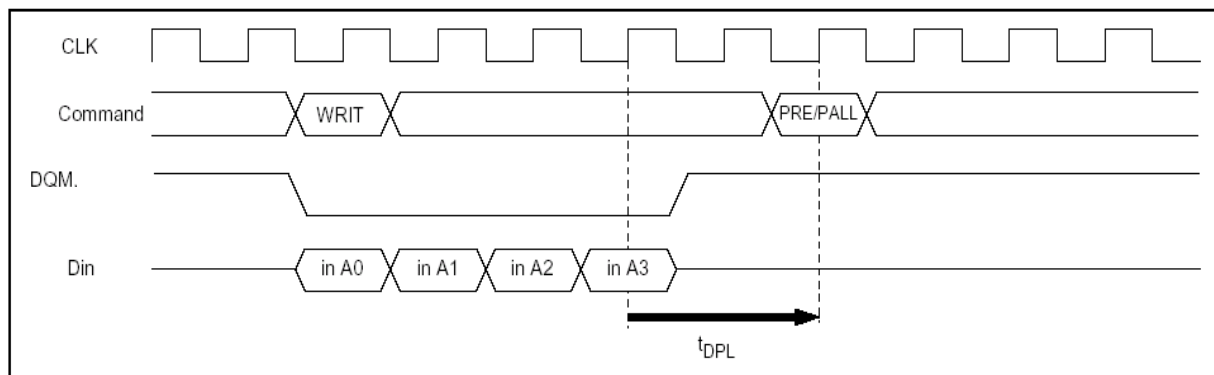 CLK
Command WRIT PRE/PALL
DQM.
Din in A0 in A1 in A2 in A3
tDPL